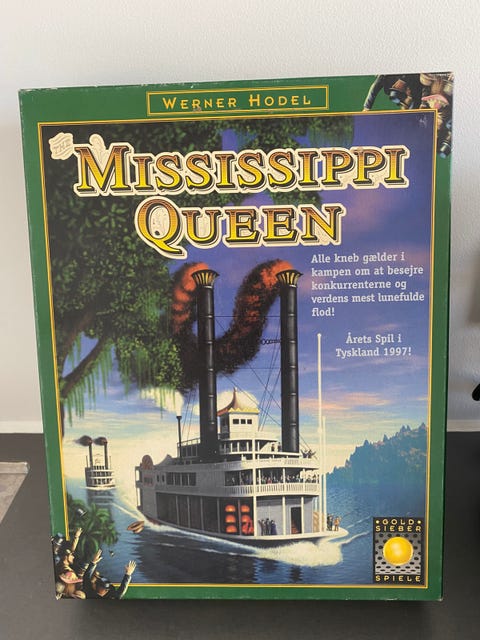 WERNER HODEL
THE
MISSISSIPPI
QUEEN
Alle kneb gælder i
kampen om at besejre
konkurrenterne og
verdens mest lunefulde
flod!
Årets Spil i
Tyskland 1997!
GOLD
SIEBER
SPIELE